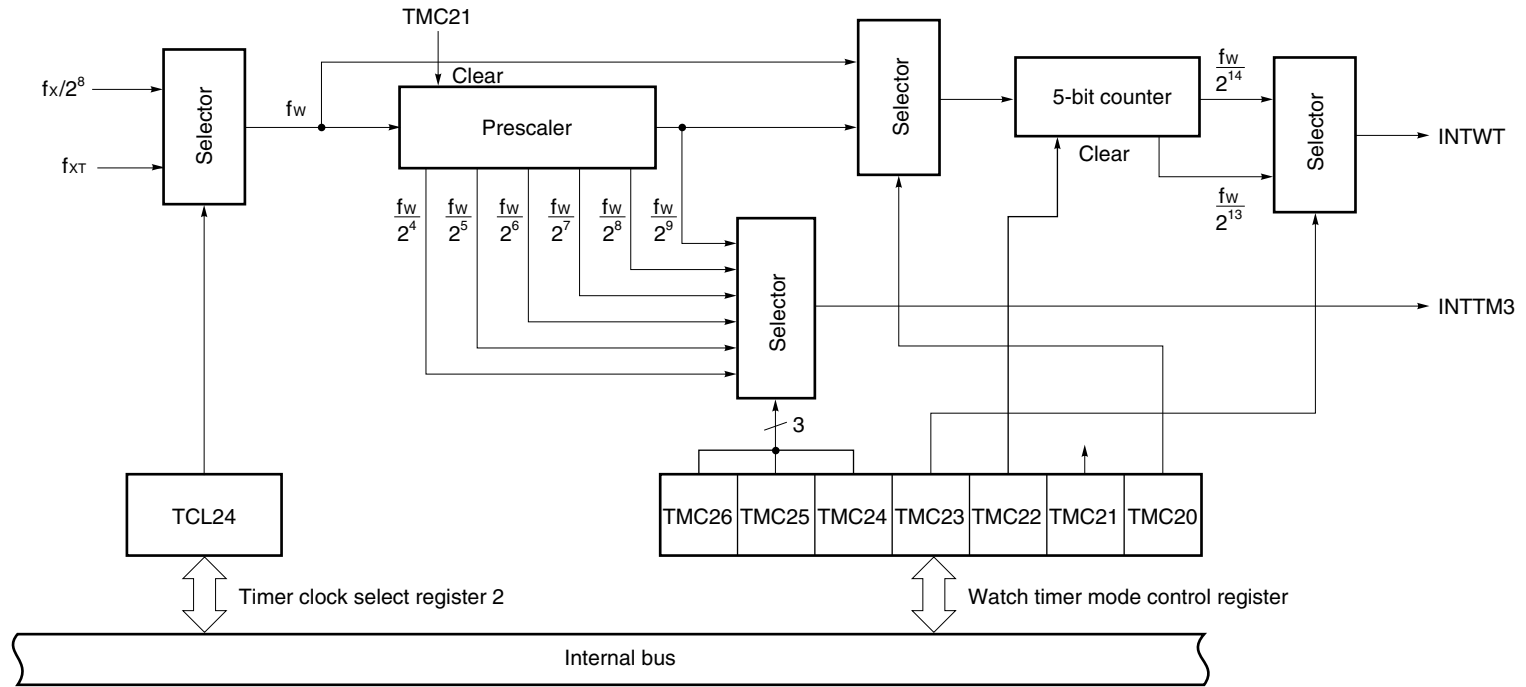 TMC21
Clear
fX/2^8
fXT
Selector
fW
Prescaler
Selector
5-bit counter
Clear
fW/2^14
fW/2^13
Selector
INTWT
fW/2^4
fW/2^5
fW/2^6
fW/2^7
fW/2^8
fW/2^9
Selector
INTTM3
3
TCL24
TMC26 TMC25 TMC24 TMC23 TMC22 TMC21 TMC20
Timer clock select register 2
Watch timer mode control register
Internal bus